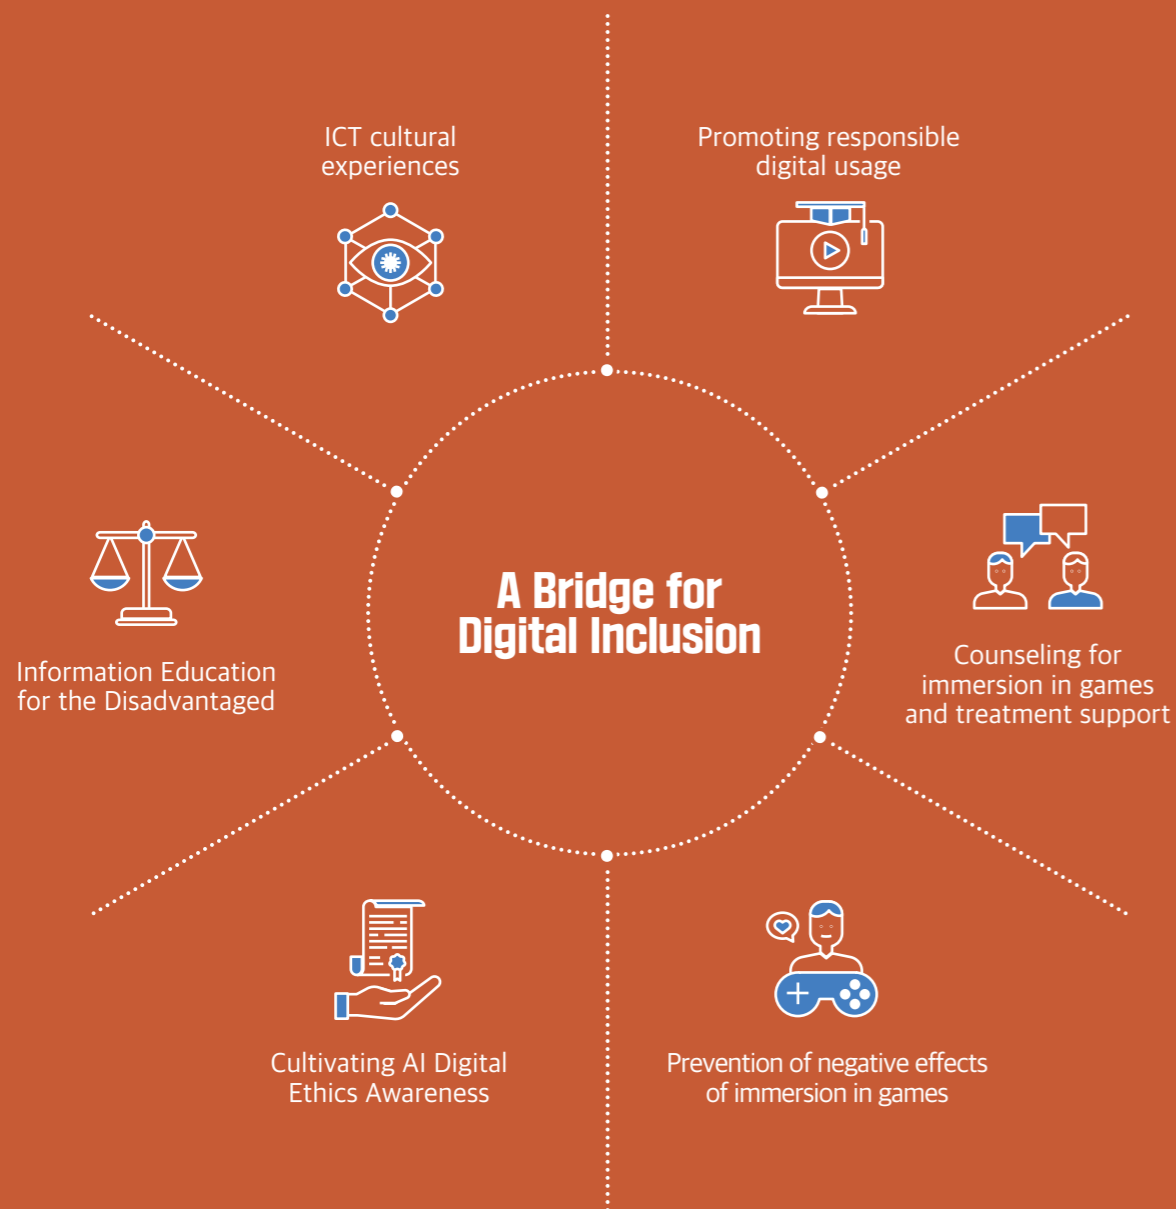 ICT cultural
experiences
Promoting responsible
digital usage
A Bridge for
Digital Inclusion
Information Education
for the Disadvantaged
Counseling for
immersion in games
and treatment support
Cultivating AI Digital
Ethics Awareness
Prevention of negative effects
of immersion in games